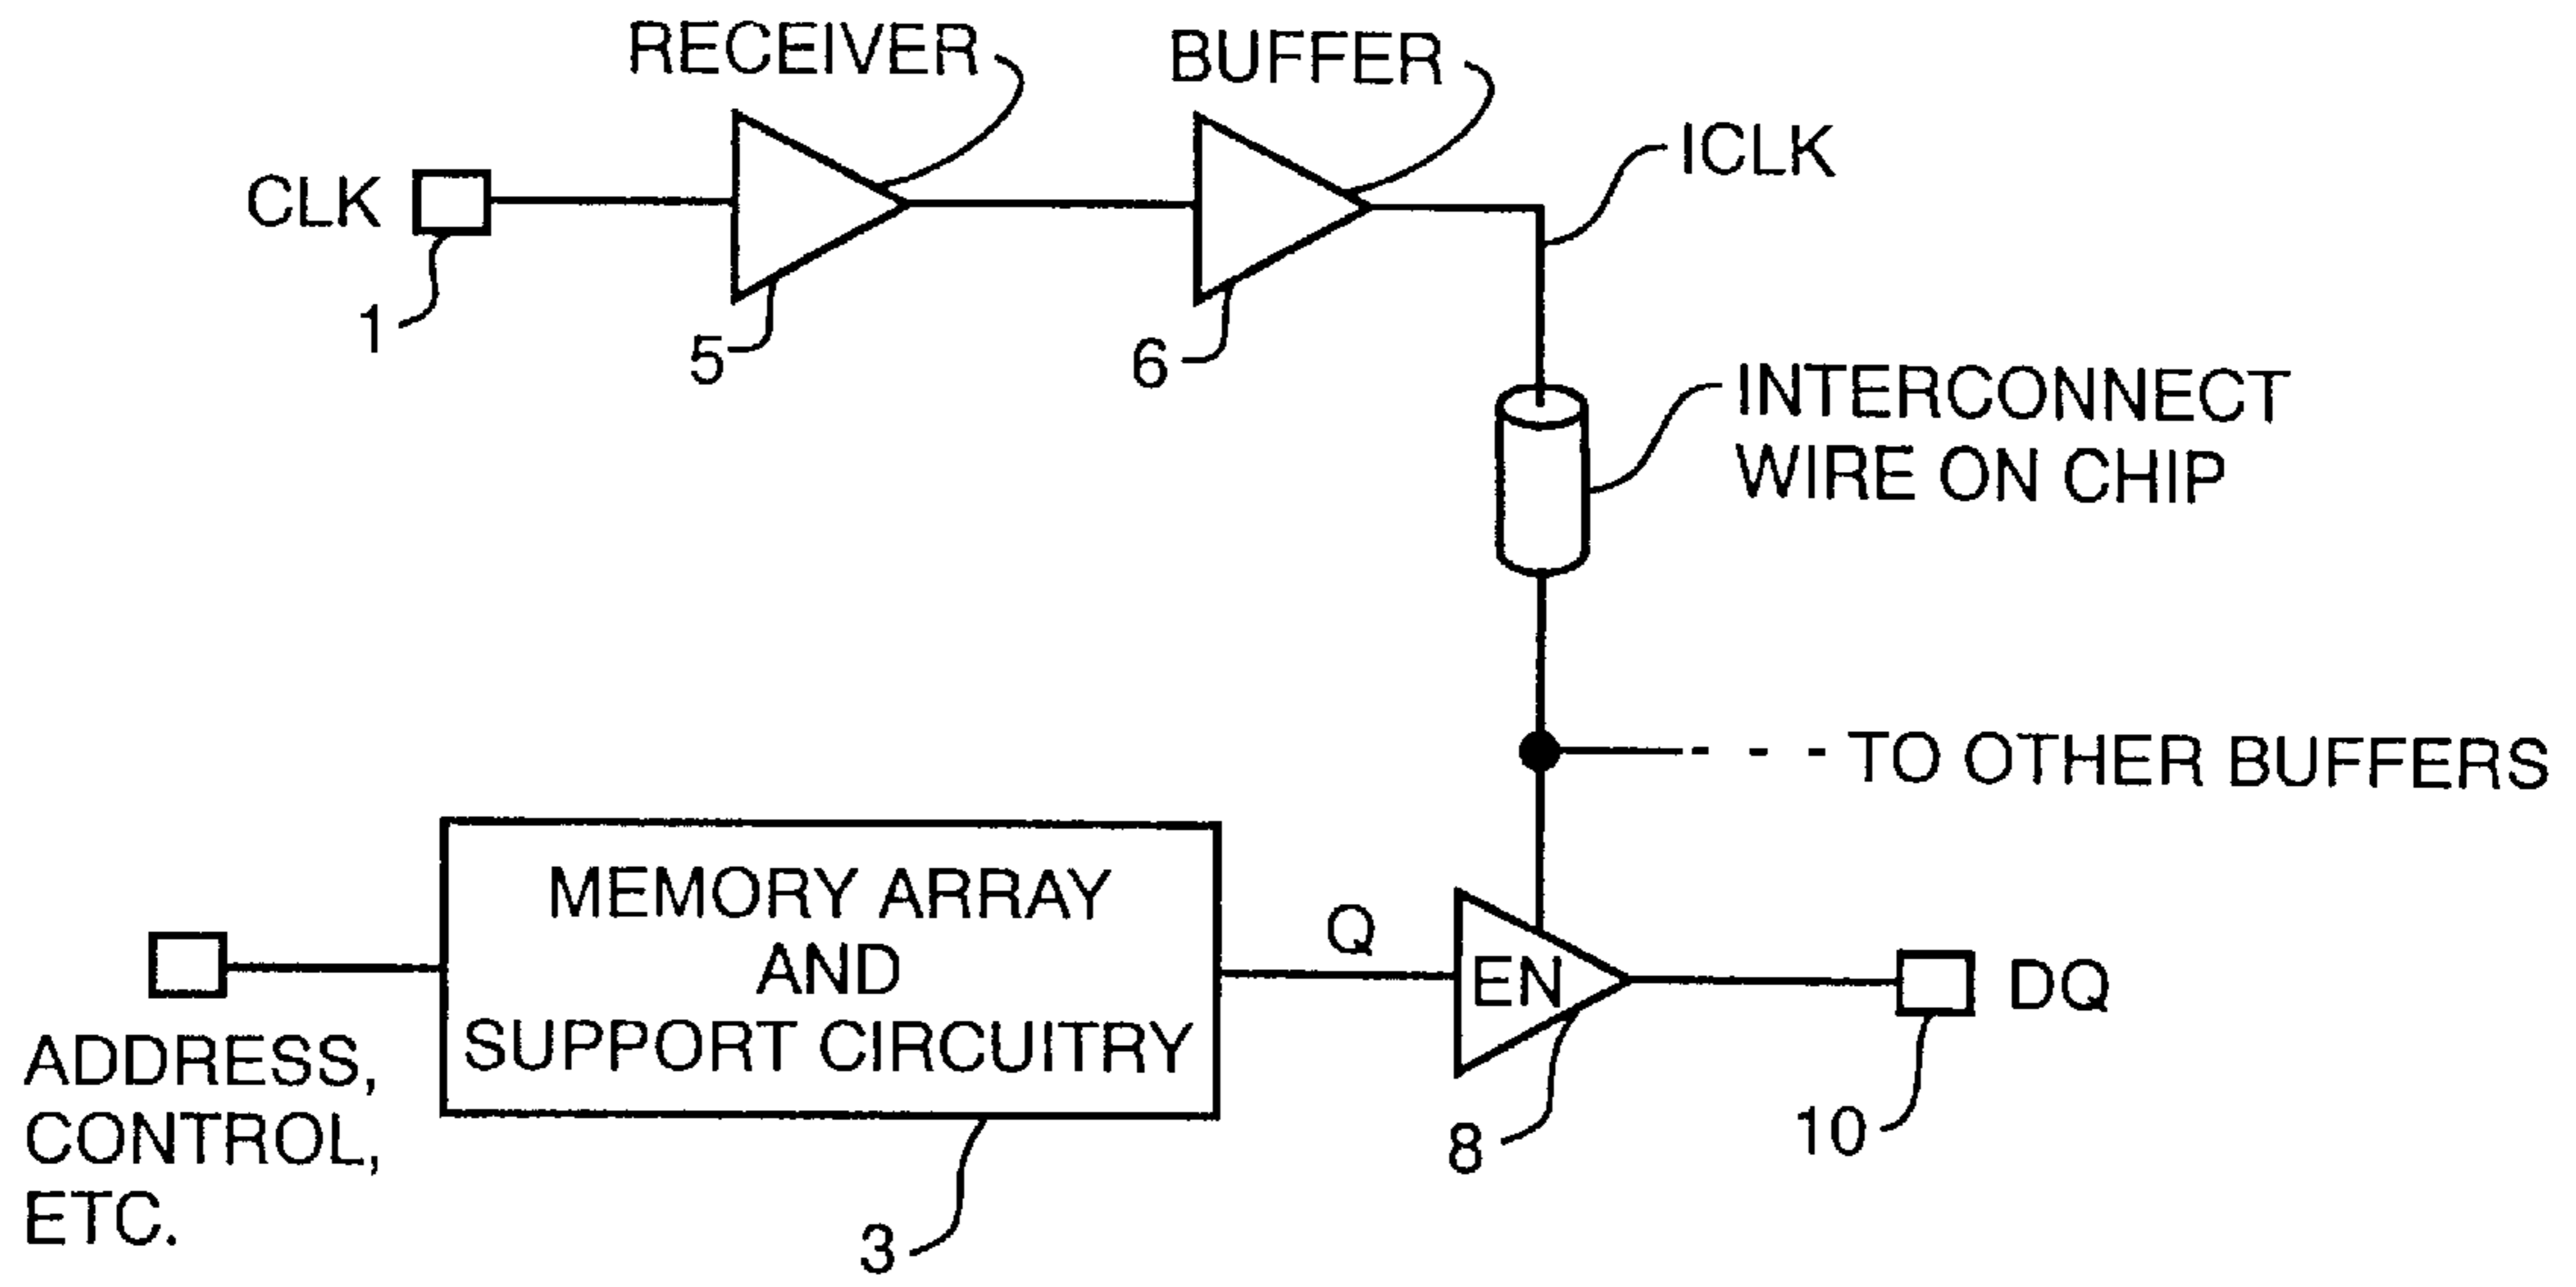 RECEIVER
BUFFER
ICLK
CLK
1
5
6
INTERCONNECT
WIRE ON CHIP
TO OTHER BUFFERS
MEMORY ARRAY
AND
SUPPORT CIRCUITRY
Q
EN
DQ
ADDRESS,
CONTROL,
ETC.
8
10
3